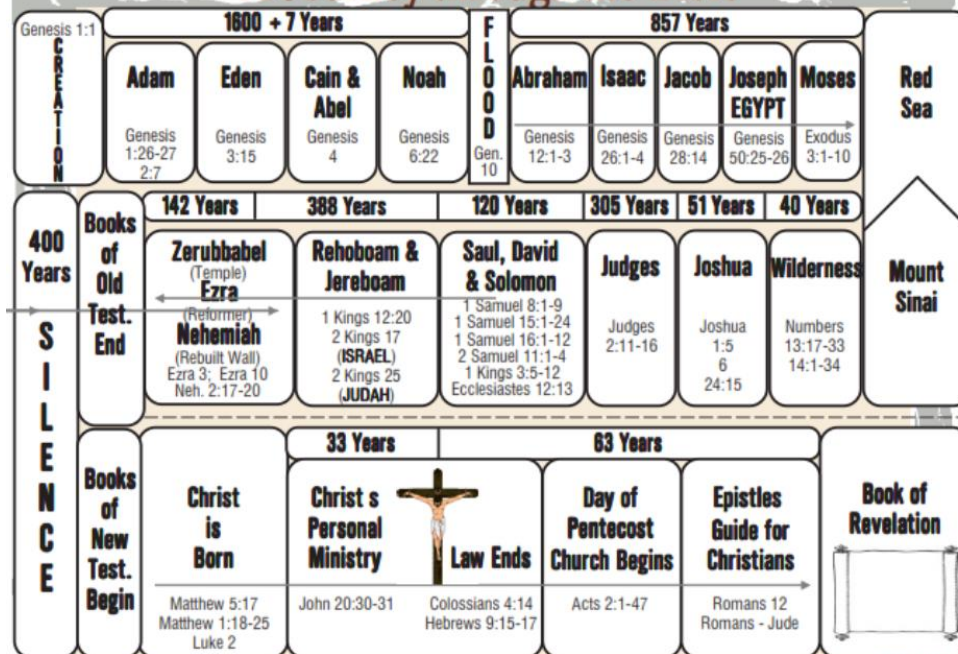 Genesis 1:1
CREATION
1600 + 7 Years
Adam
Genesis
1:26-27
2:7
Eden
Genesis
3:15
Cain &
Abel
Genesis
4
Noah
Genesis
6:22
FLOOD
Gen.
10
857 Years
Abraham
Genesis
12:1-3
Isaac
Genesis
26:1-4
Jacob
Genesis
28:14
Joseph
EGYPT
Genesis
50:25-26
Moses
Exodus
3:1-10
Red
Sea
Mount
Sinai
400
Years
SILENCE
Books
of
Old
Test.
End
142 Years
Zerubbabel
(Temple)
Ezra
(Reformer)
Nehemiah
(Rebuilt Wall)
Ezra 3; Ezra 10
Neh. 2:17-20
388 Years
Rehoboam &
Jereboam
1 Kings 12:20
2 Kings 17
(ISRAEL)
2 Kings 25
(JUDAH)
120 Years
Saul, David
& Solomon
1 Samuel 8:1-9
1 Samuel 15:1-24
1 Samuel 16:1-12
2 Samuel 11:1-4
1 Kings 3:5-12
Ecclesiastes 12:13
305 Years
Judges
Judges
2:11-16
51 Years
Joshua
Joshua
1:5
6
24:15
40 Years
Wilderness
Numbers
13:17-33
14:1-34
Books
of
New
Test.
Begin
Christ
is
Born
Matthew 5:17
Matthew 1:18-25
Luke 2
33 Years
Christ s
Personal
Ministry
John 20:30-31
63 Years
Law Ends
Colossians 4:14
Hebrews 9:15-17
Day of
Pentecost
Church Begins
Acts 2:1-47
Epistles
Guide for
Christians
Romans 12
Romans - Jude
Book of
Revelation